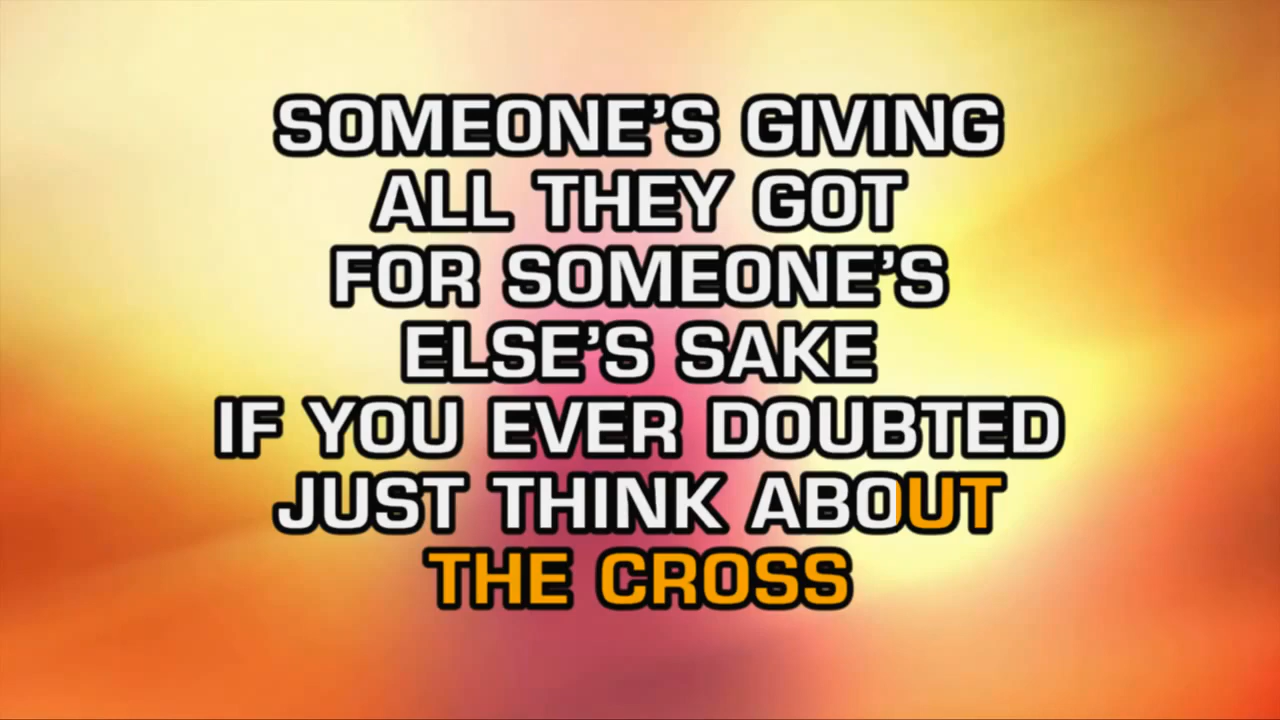 SOMEONE'S GIVING
ALL THEY GOT
FOR SOMEONE'S
ELSE'S SAKE
IF YOU EVER DOUBTED
JUST THINK ABOUT
THE CROSS